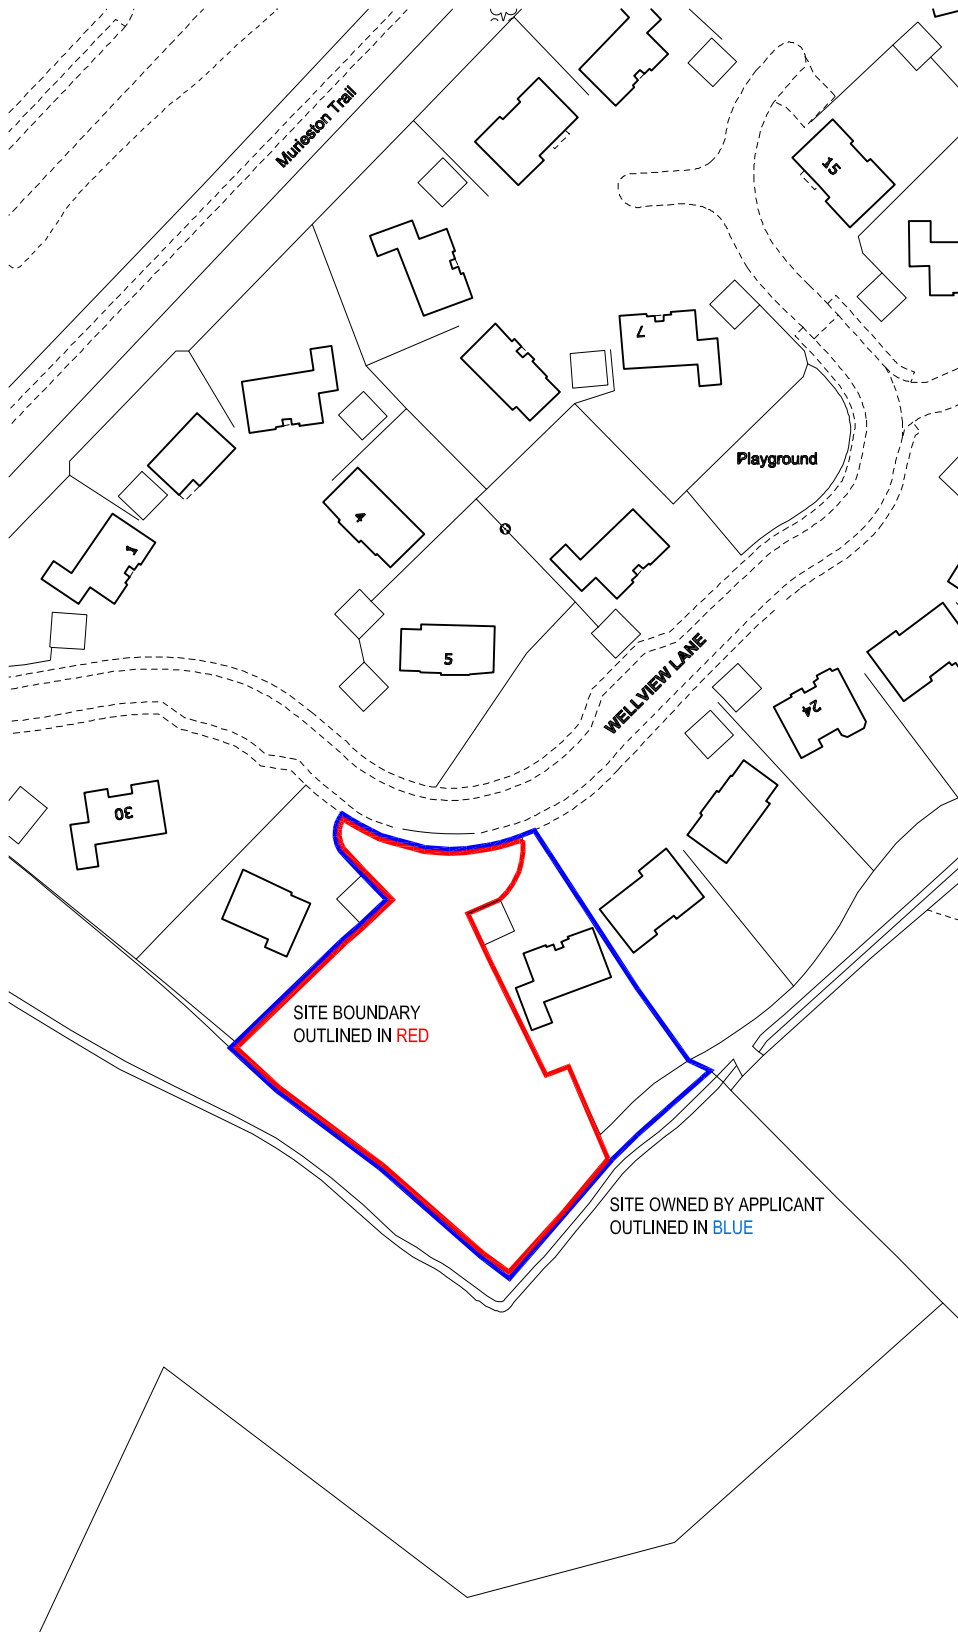 Murieston Trail
15
7
Playground
4
1
5
WELLVIEW LANE
24
30
SITE BOUNDARY
OUTLINED IN RED
SITE OWNED BY APPLICANT
OUTLINED IN BLUE